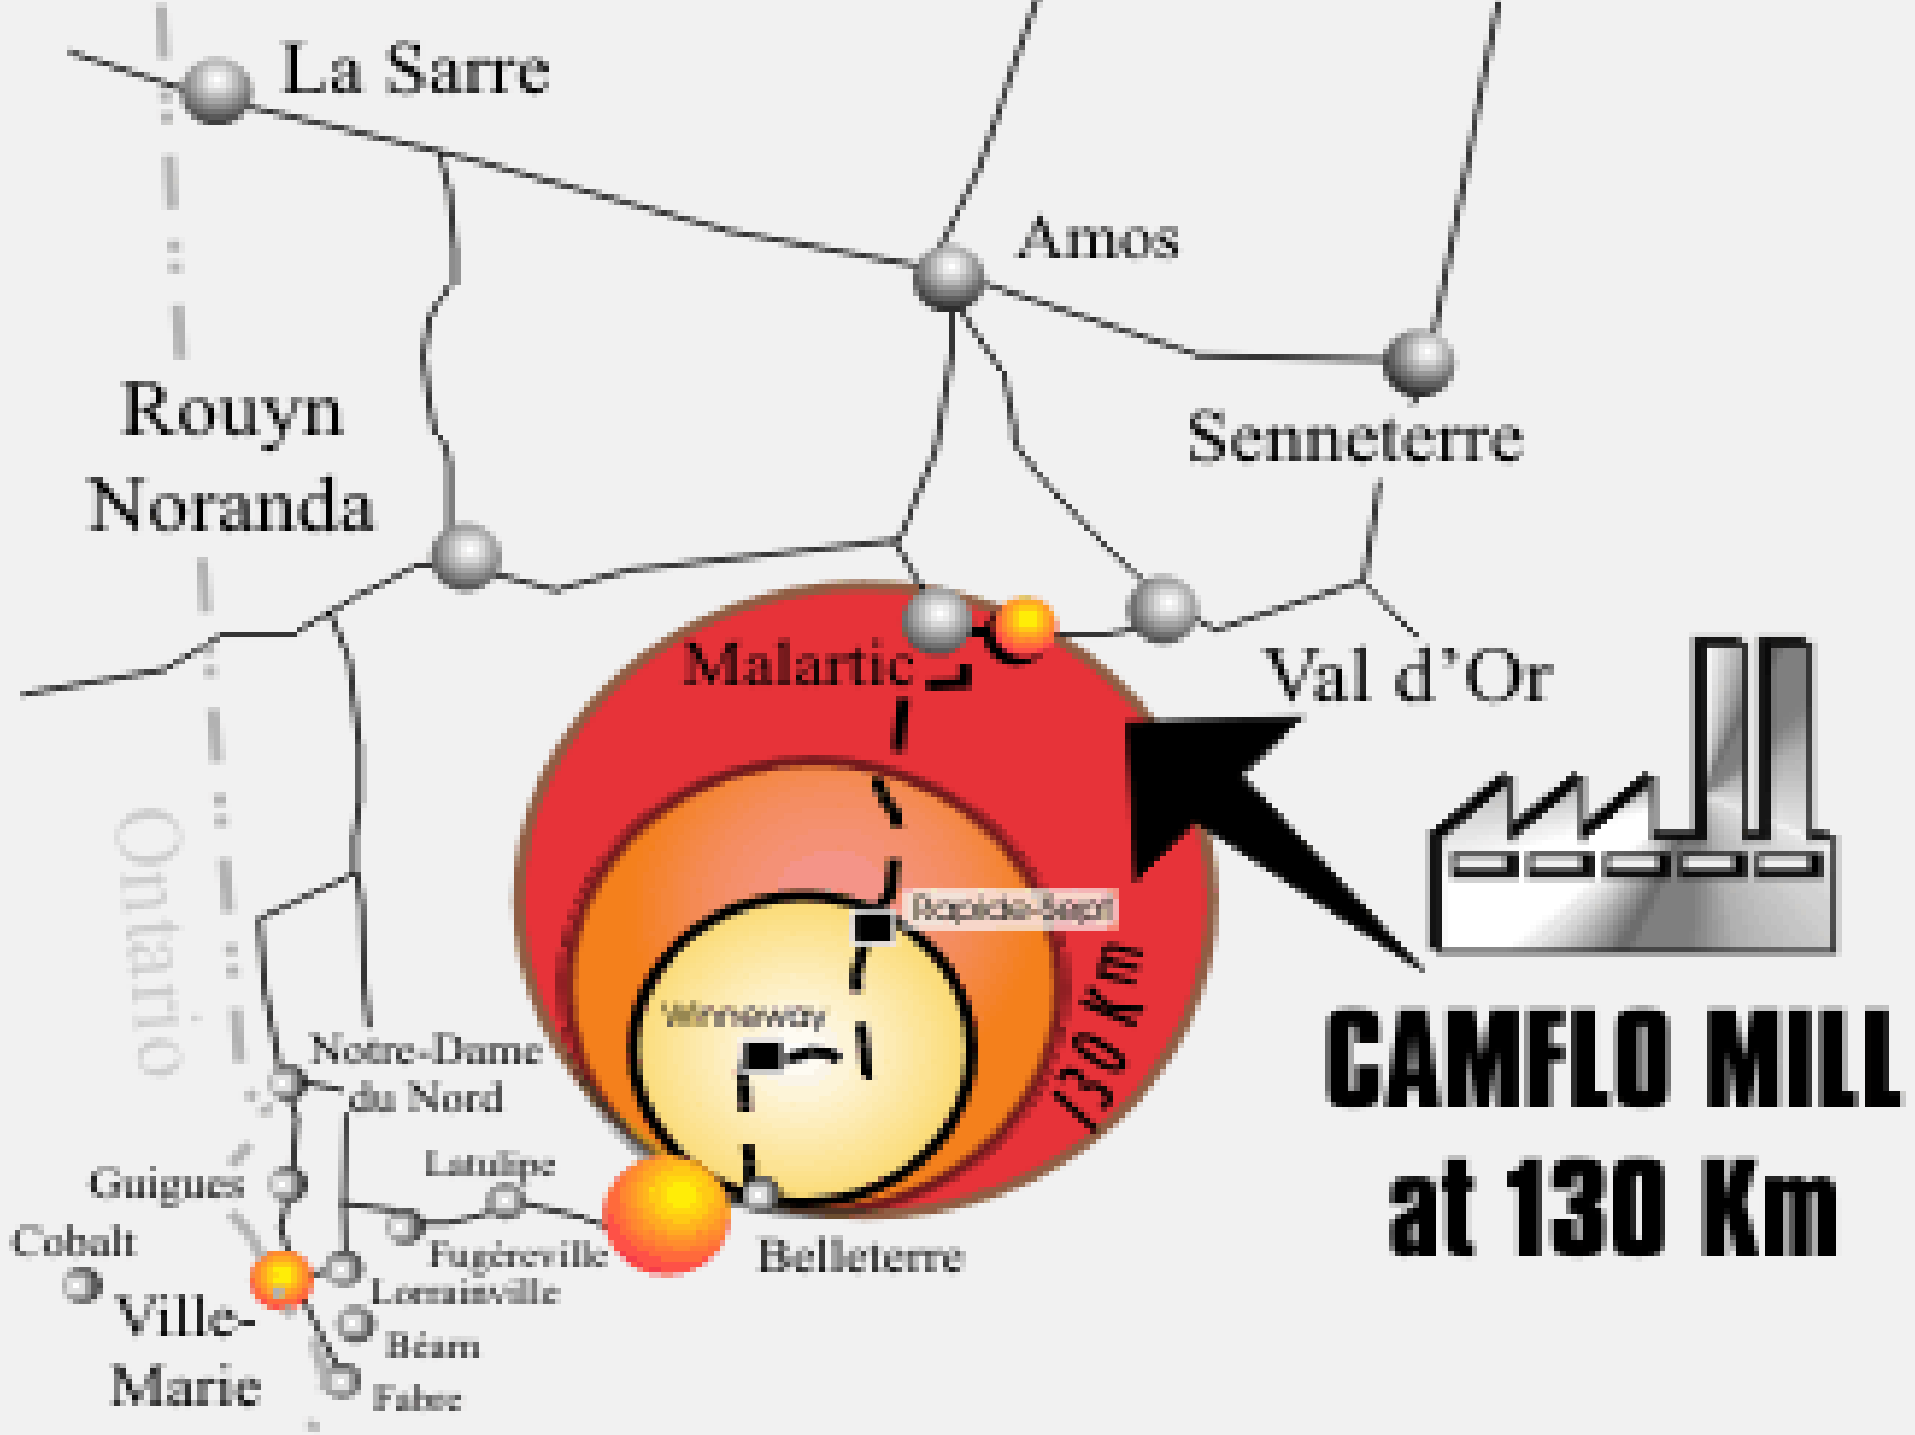 La Sarre
Amos
Rouyn
Noranda
Senneterre
Malartic
Val d'Or
Ontario
Rapide-Sept
130 Km
Winneway
CAMFLO MILL
at 130 Km
Notre-Dame
du Nord
Latulipe
Guigues
Cobalt
Fugéreville
Belleterre
Lorrainville
Ville-
Marie
Béarn
Fabre